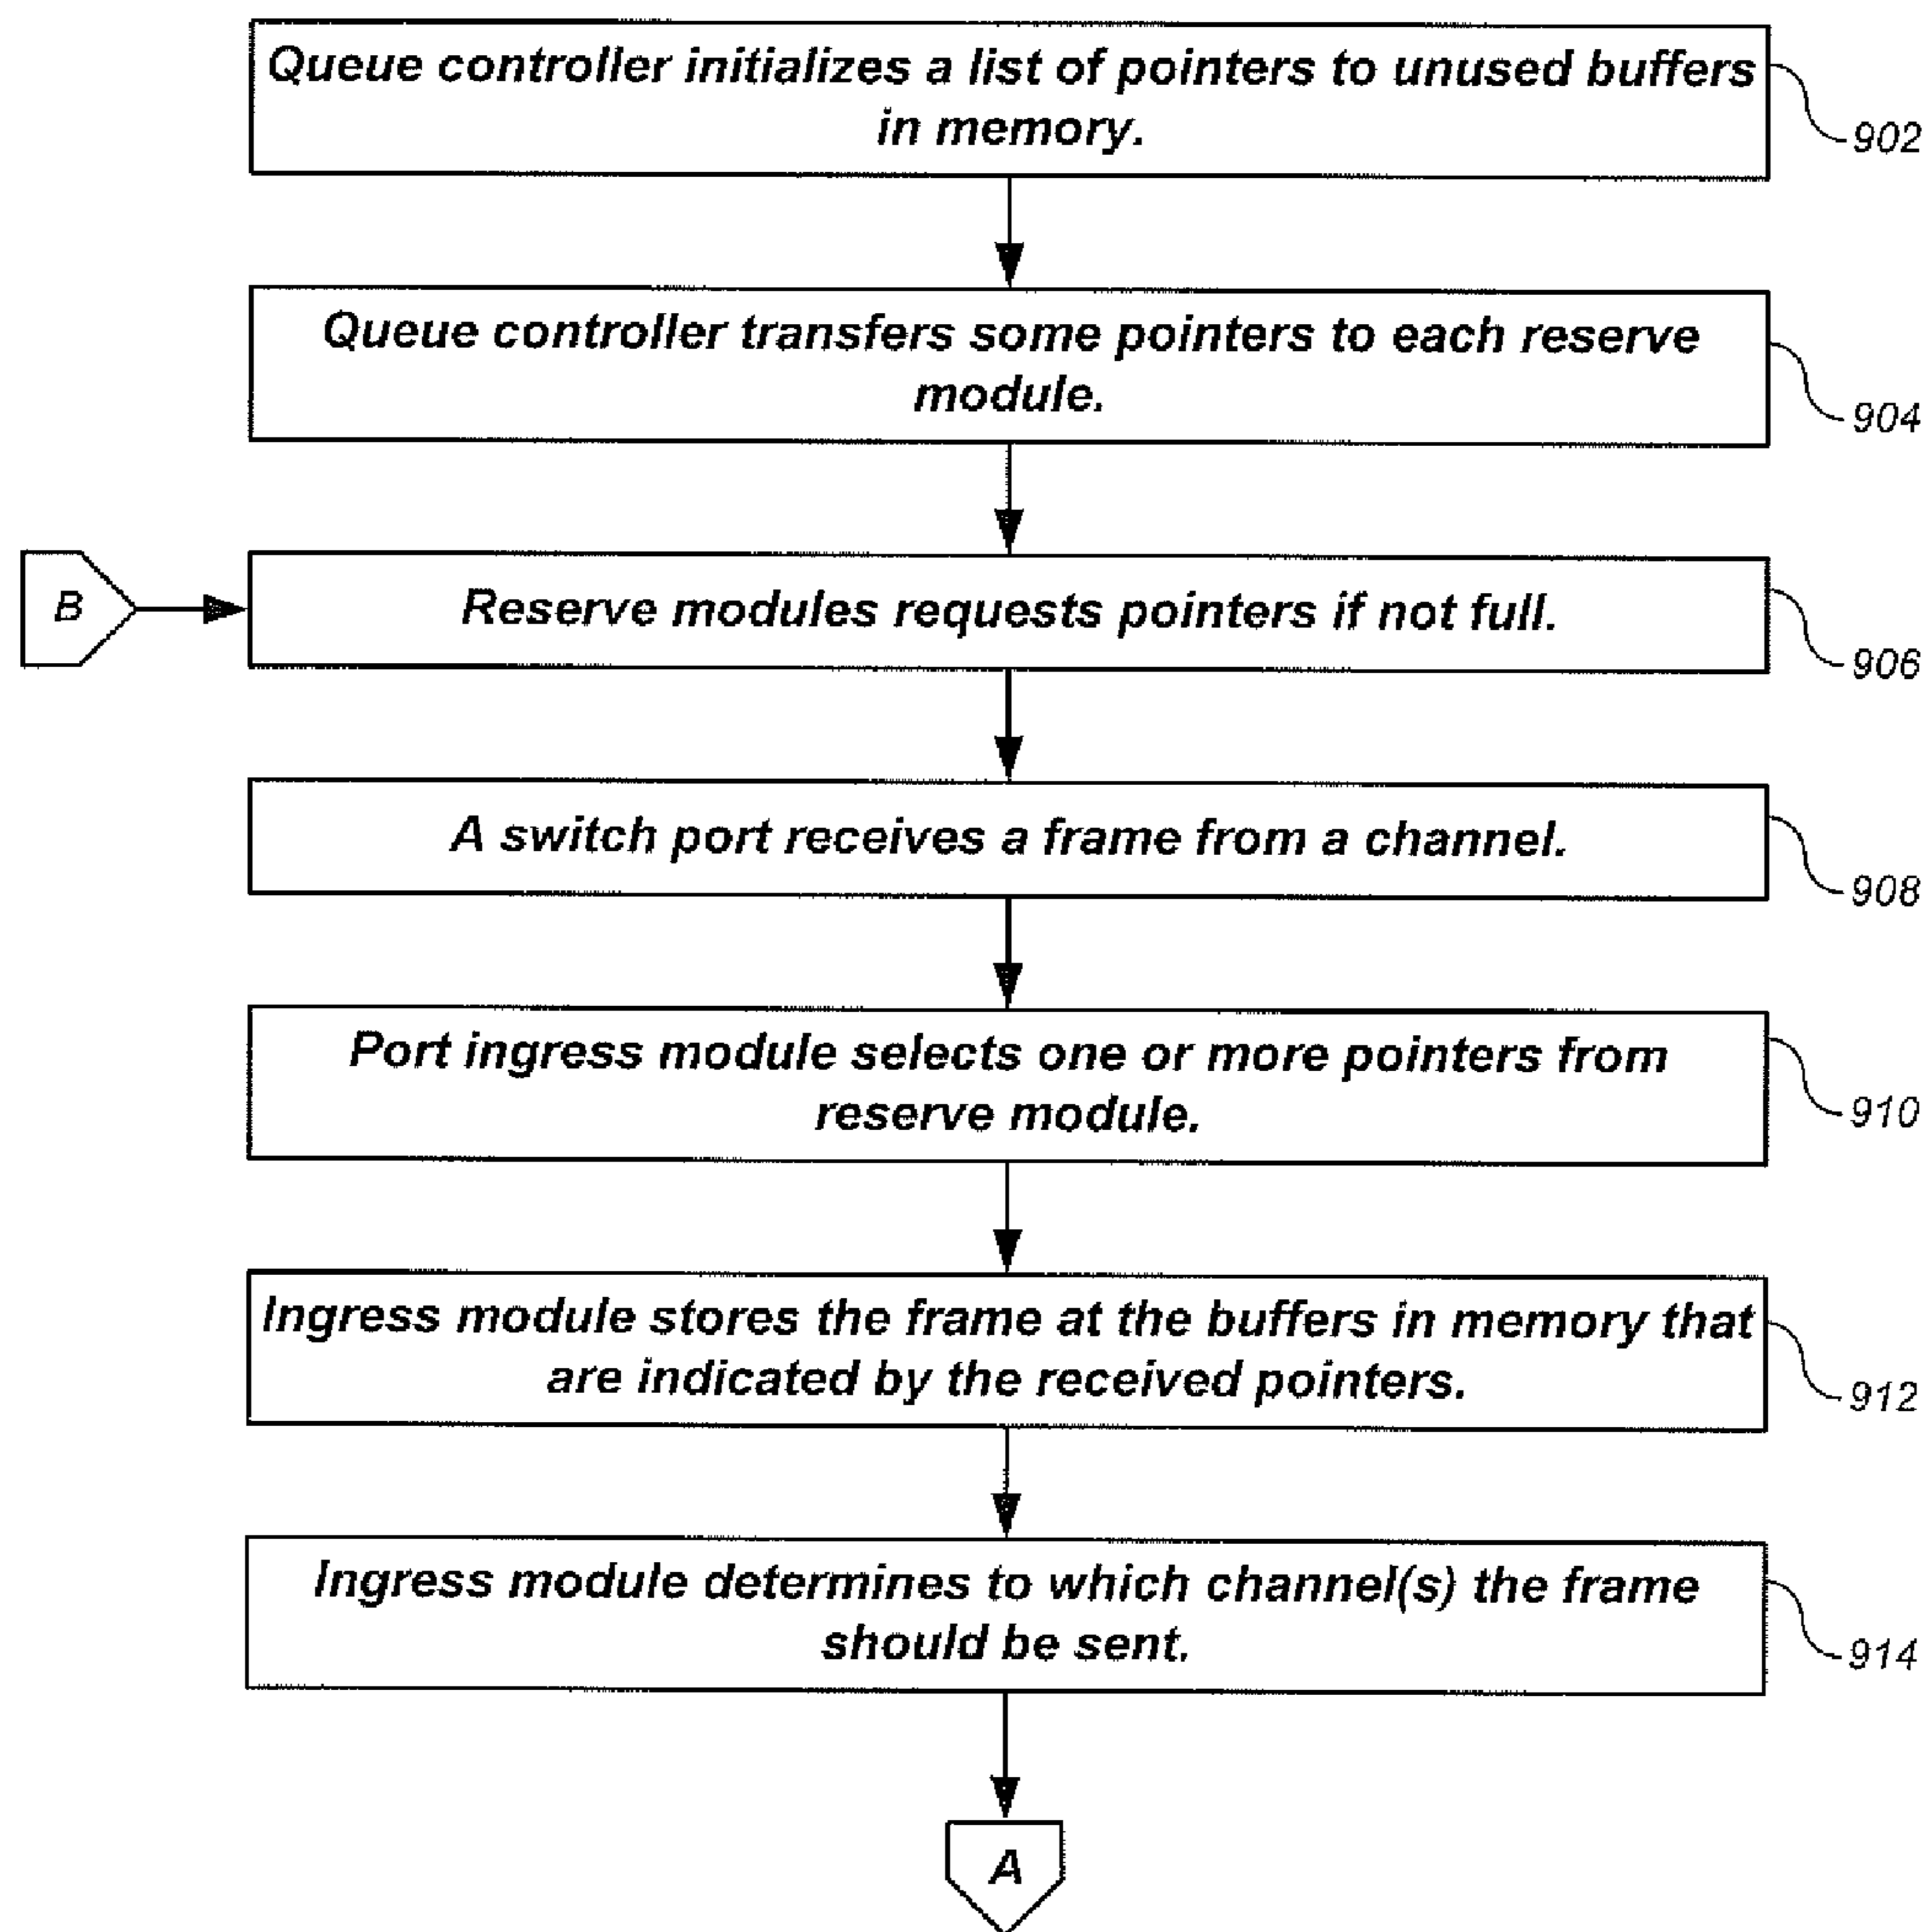 Queue controller initializes a list of pointers to unused buffers
in memory.
902
Queue controller transfers some pointers to each reserve
module.
904
B
Reserve modules requests pointers if not full.
906
A switch port receives a frame from a channel.
908
Port ingress module selects one or more pointers from
reserve module.
910
Ingress module stores the frame at the buffers in memory that
are indicated by the received pointers.
912
Ingress module determines to which channel(s) the frame
should be sent.
914
A